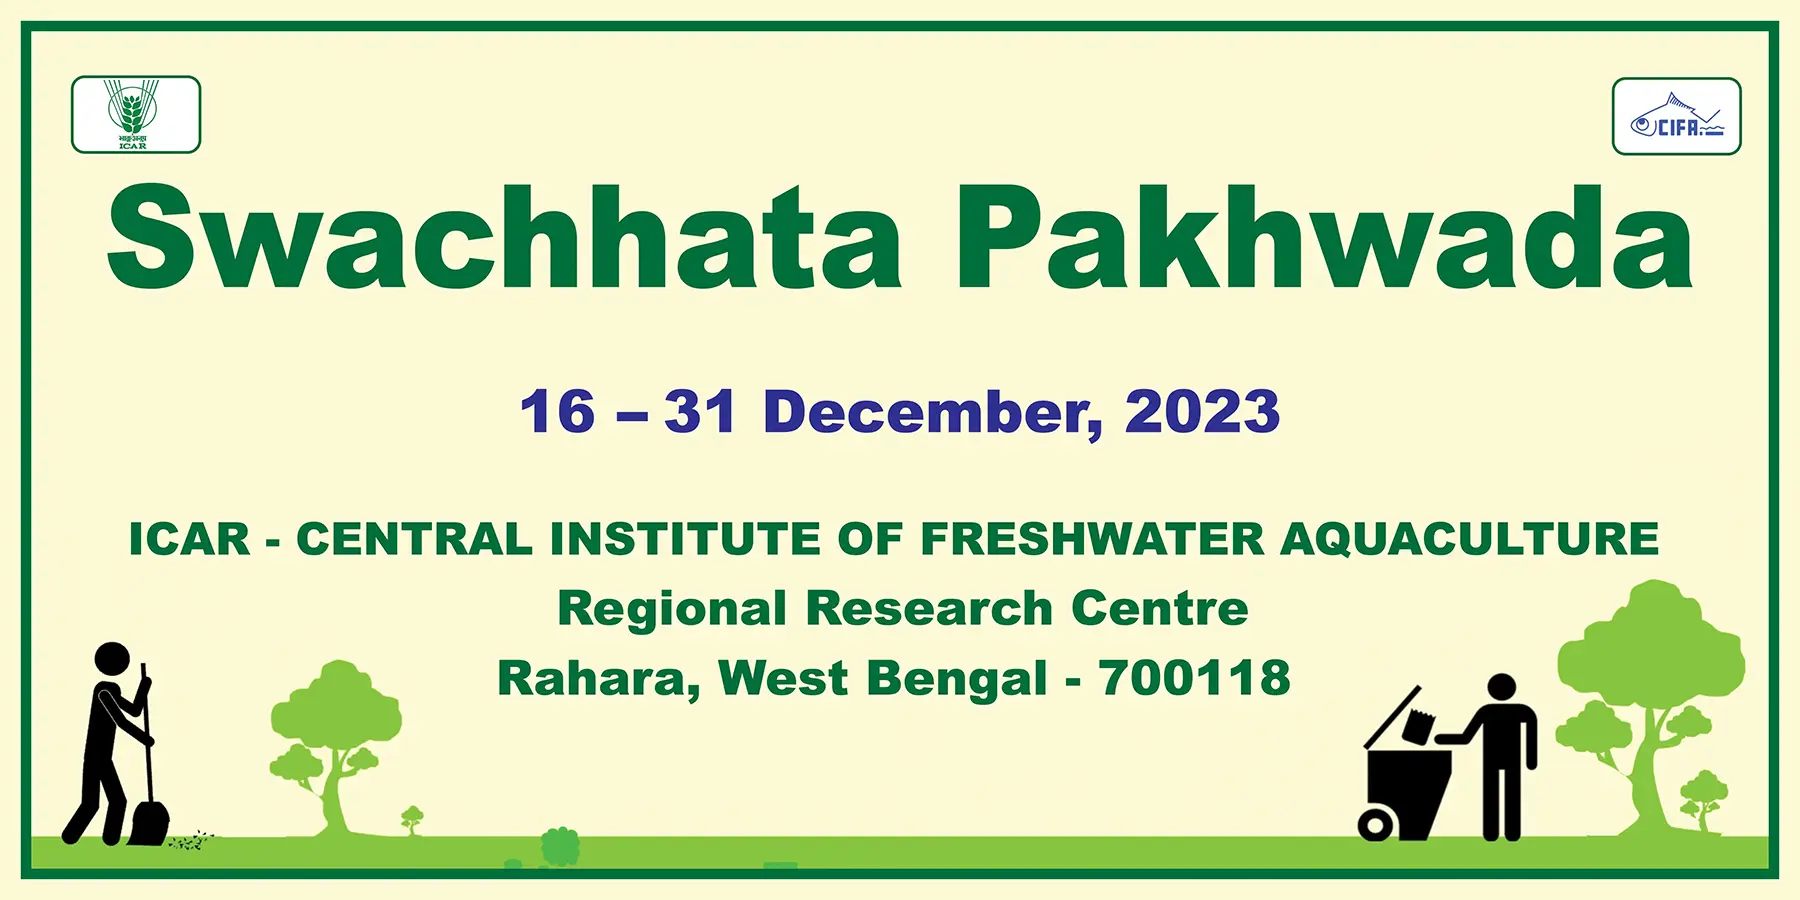 ICAR
CIFA
Swachhata Pakhwada
16 – 31 December, 2023
ICAR - CENTRAL INSTITUTE OF FRESHWATER AQUACULTURE
Regional Research Centre
Rahara, West Bengal - 700118